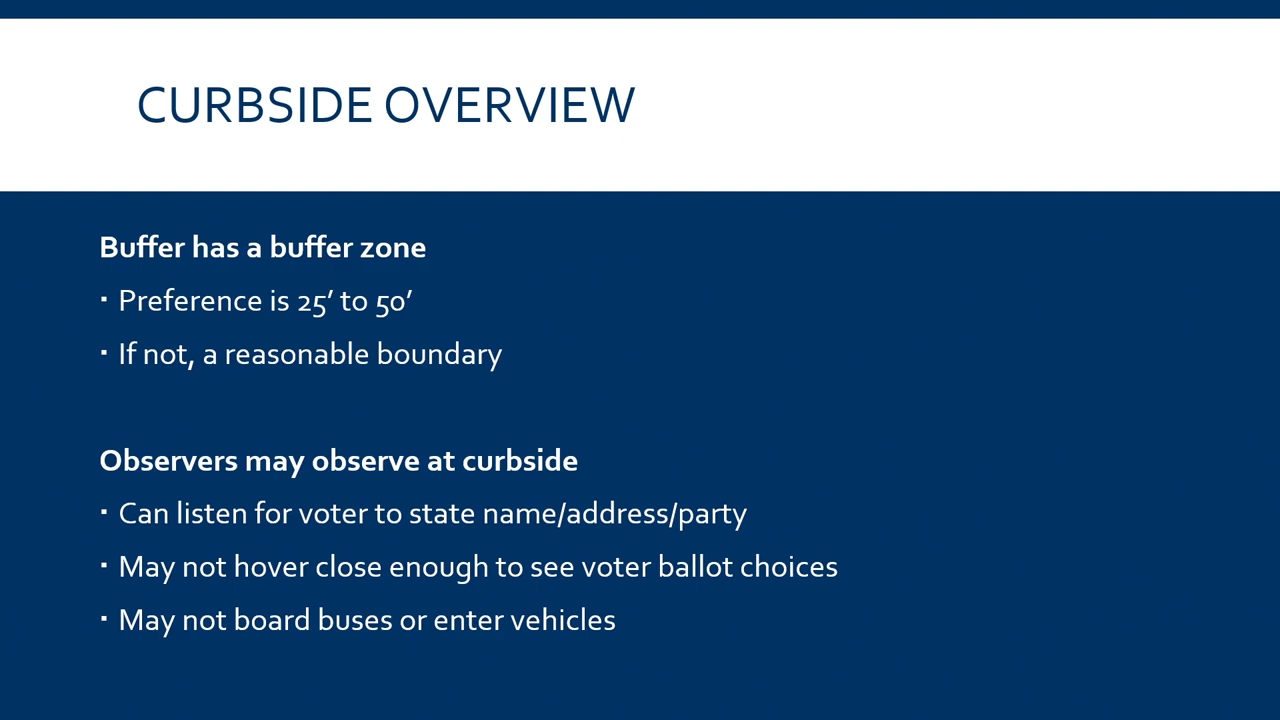 CURBSIDE OVERVIEW
Buffer has a buffer zone
▪ Preference is 25’ to 50’
▪ If not, a reasonable boundary
Observers may observe at curbside
▪ Can listen for voter to state name/address/party
▪ May not hover close enough to see voter ballot choices
▪ May not board buses or enter vehicles